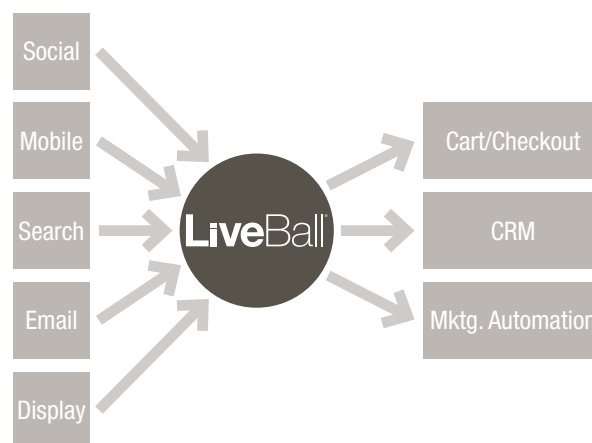 Social
Mobile
Search
Email
Display
LiveBall
Cart/Checkout
CRM
Mktg. Automation